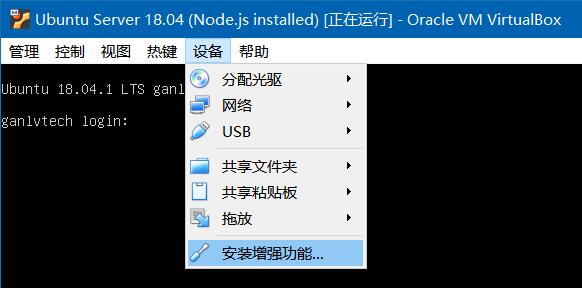 Ubuntu Server 18.04 (Node.js installed) [正在运行] - Oracle VM VirtualBox
管理 控制 视图 热键 设备 帮助
Ubuntu 18.04.1 LTS ganl
ganlvtech login:
分配光驱
网络
USB
共享文件夹
共享粘贴板
拖放
安装增强功能...